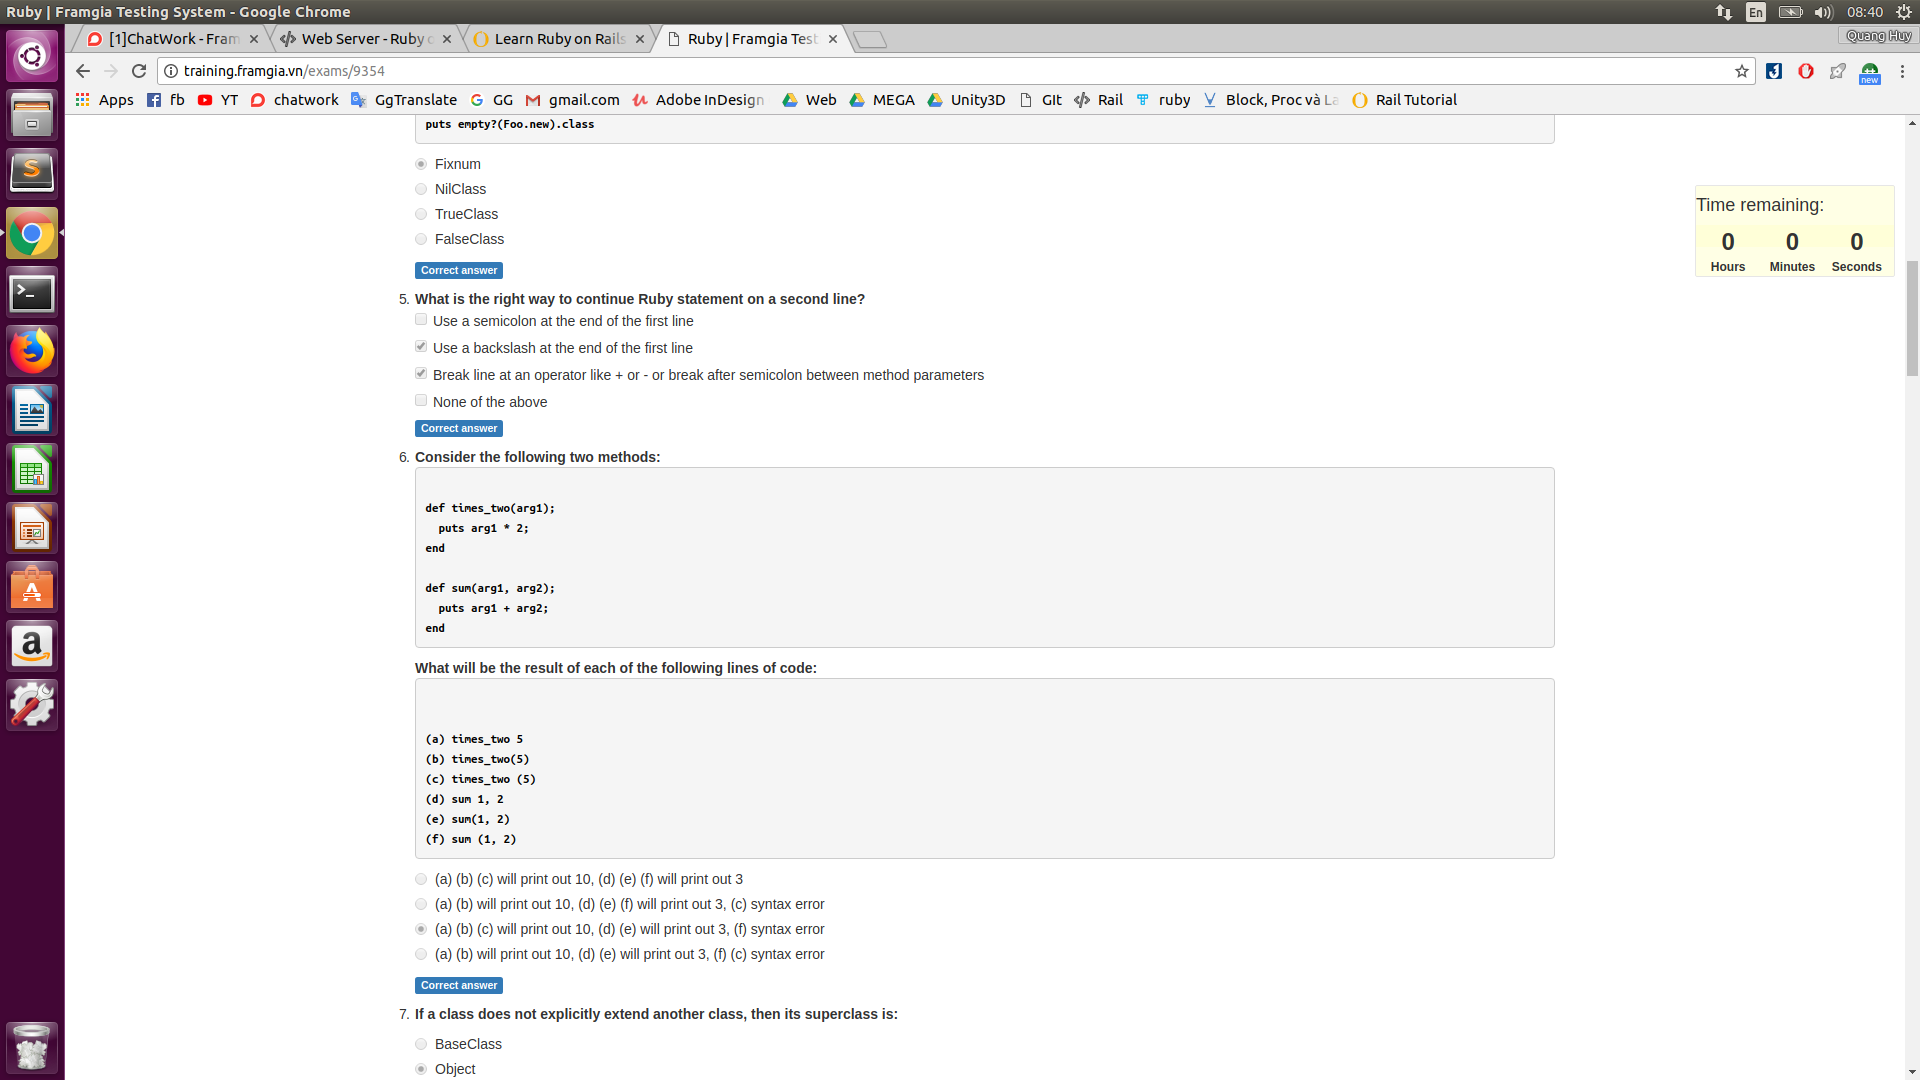 Ruby | Framgia Testing System - Google Chrome
En
08:40
[1]ChatWork - Fram
Web Server - Ruby
Learn Ruby on Rails
Ruby | Framgia Test
Quang Huy
training.framgia.vn/exams/9354
new
Apps
fb
YT
chatwork
GgTranslate
GG
gmail.com
Adobe InDesign
Web
MEGA
Unity3D
GIt
Rail
ruby
Block, Proc và
Rail Tutorial
puts empty?(Foo.new).class
Fixnum
NilClass
TrueClass
FalseClass
Correct answer
Time remaining:
0 0 0
Hours Minutes Seconds
5. What is the right way to continue Ruby statement on a second line?
Use a semicolon at the end of the first line
Use a backslash at the end of the first line
Break line at an operator like + or - or break after semicolon between method parameters
None of the above
Correct answer
6. Consider the following two methods:
def times_two(arg1);
puts arg1 * 2;
end
def sum(arg1, arg2);
puts arg1 + arg2;
end
What will be the result of each of the following lines of code:
(a) times_two 5
(b) times_two(5)
(c) times_two (5)
(d) sum 1, 2
(e) sum(1, 2)
(f) sum (1, 2)
(a) (b) (c) will print out 10, (d) (e) (f) will print out 3
(a) (b) will print out 10, (d) (e) (f) will print out 3, (c) syntax error
(a) (b) (c) will print out 10, (d) (e) will print out 3, (f) syntax error
(a) (b) will print out 10, (d) (e) will print out 3, (f) (c) syntax error
Correct answer
7. If a class does not explicitly extend another class, then its superclass is:
BaseClass
Object